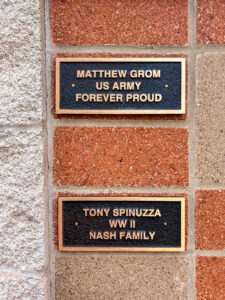 MATTHEW GROM
US ARMY
FOREVER PROUD
TONY SPINUZZA
WW II
NASH FAMILY